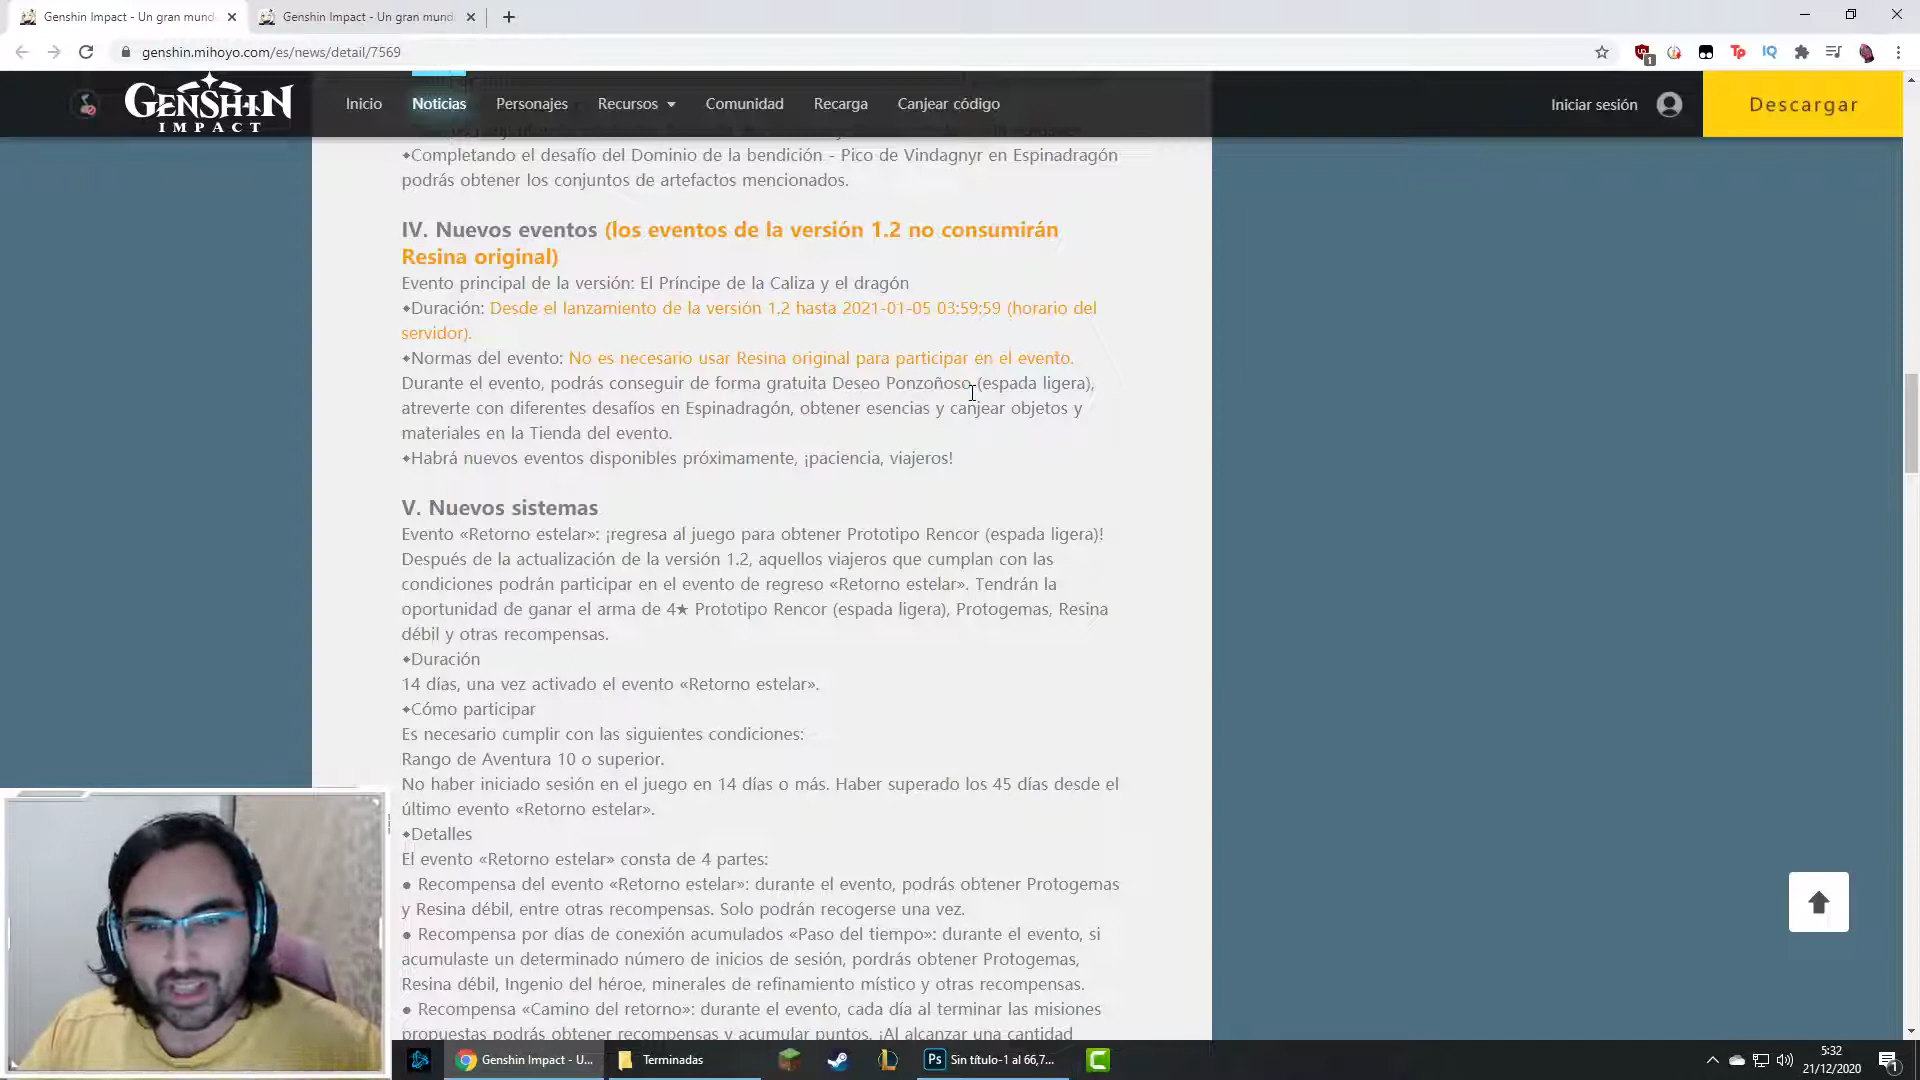 Genshin Impact - Un gran mund
Genshin Impact - Un gran mund
genshin.mihoyo.com/es/news/detail/7569
GENSHIN IMPACT
Inicio
Noticias
Personajes
Recursos
Comunidad
Recarga
Canjear código
Iniciar sesión
Descargar
◆Completando el desafío del Dominio de la bendición - Pico de Vindagnyr en Espinadragón
podrás obtener los conjuntos de artefactos mencionados.
IV. Nuevos eventos (los eventos de la versión 1.2 no consumirán
Resina original)
Evento principal de la versión: El Príncipe de la Caliza y el dragón
◆Duración: Desde el lanzamiento de la versión 1.2 hasta 2021-01-05 03:59:59 (horario del
servidor).
◆Normas del evento: No es necesario usar Resina original para participar en el evento.
Durante el evento, podrás conseguir de forma gratuita Deseo Ponzoñoso (espada ligera),
atreverte con diferentes desafíos en Espinadragón, obtener esencias y canjear objetos y
materiales en la Tienda del evento.
◆Habrá nuevos eventos disponibles próximamente, ¡paciencia, viajeros!
V. Nuevos sistemas
Evento «Retorno estelar»: ¡regresa al juego para obtener Prototipo Rencor (espada ligera)!
Después de la actualización de la versión 1.2, aquellos viajeros que cumplan con las
condiciones podrán participar en el evento de regreso «Retorno estelar». Tendrán la
oportunidad de ganar el arma de 4★ Prototipo Rencor (espada ligera), Protogemas, Resina
débil y otras recompensas.
◆Duración
14 días, una vez activado el evento «Retorno estelar».
◆Cómo participar
Es necesario cumplir con las siguientes condiciones:
Rango de Aventura 10 o superior.
No haber iniciado sesión en el juego en 14 días o más. Haber superado los 45 días desde el
último evento «Retorno estelar».
◆Detalles
El evento «Retorno estelar» consta de 4 partes:
● Recompensa del evento «Retorno estelar»: durante el evento, podrás obtener Protogemas
y Resina débil, entre otras recompensas. Solo podrán recogerse una vez.
● Recompensa por días de conexión acumulados «Paso del tiempo»: durante el evento, si
acumulaste un determinado número de inicios de sesión, pordrás obtener Protogemas,
Resina débil, Ingenio del héroe, minerales de refinamiento místico y otras recompensas.
● Recompensa «Camino del retorno»: durante el evento, cada día al terminar las misiones
propuestas podrás obtener recompensas y acumular puntos. ¡Al alcanzar una cantidad
Genshin Impact - U...
Terminadas
Ps
Sin título-1 al 66,7...
5:32
21/12/2020